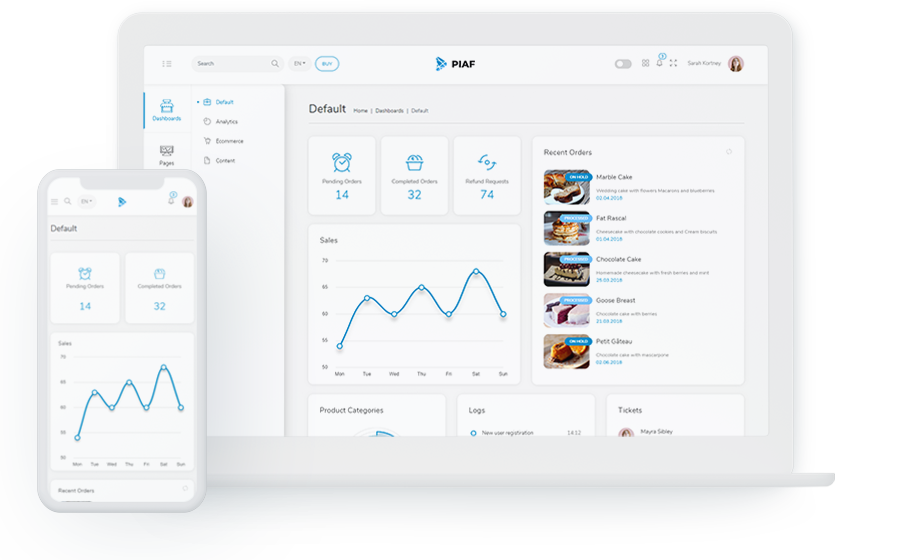 Search
EN
BUY
PIAF
3
Sarah Kortney
Dashboards
Pages
Default
Analytics
Ecommerce
Content
Default
Home | Dashboards | Default
Pending Orders
14
Completed Orders
32
Refund Requests
74
Sales
70
65
60
55
50
Mon Tue Wed Thu Fri Sat Sun
Recent Orders
ON HOLD
Marble Cake
Wedding cake with flowers Macarons and blueberries
02.04.2018
PROCESSED
Fat Rascal
Cheesecake with chocolate cookies and Cream biscuits
01.04.2018
PROCESSED
Chocolate Cake
Homemade cheesecake with fresh berries and mint
25.03.2018
PROCESSED
Goose Breast
Chocolate cake with berries
21.03.2018
ON HOLD
Petit Gâteau
Chocolate cake with mascarpone
02.06.2018
Product Categories
Logs
New user registration
14:12
Tickets
Mayra Sibley
EN
3
Default
Pending Orders
14
Completed Orders
32
Sales
70
65
60
55
50
Mon Tue Wed Thu Fri Sat Sun
Recent Orders